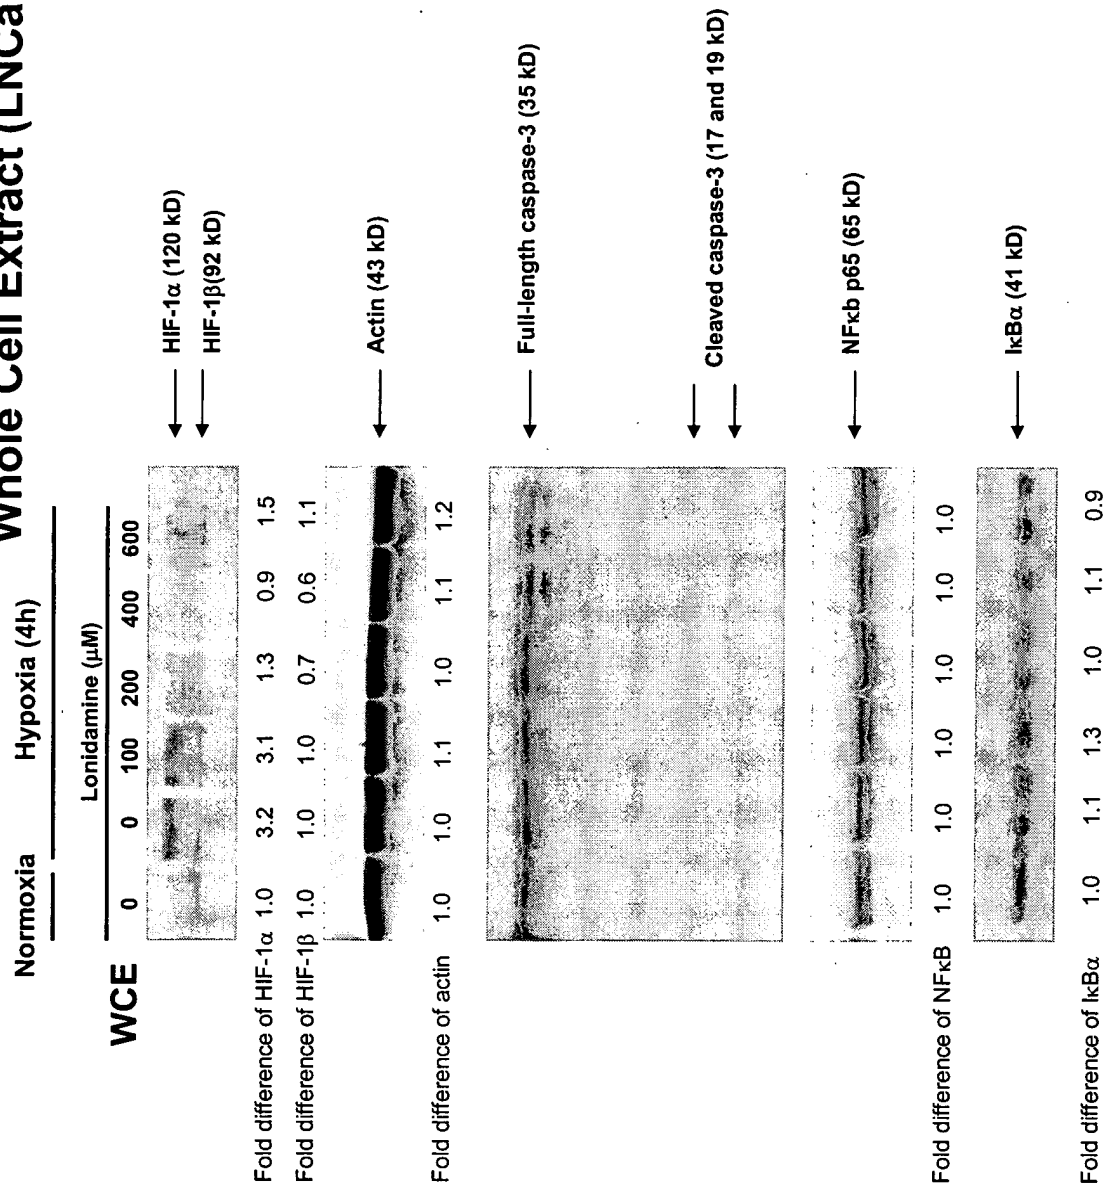 Whole Cell Extract (LNCa
Normoxia Hypoxia (4h)
Lonidamine (μM)
WCE 0 0 100 200 400 600
HIF-1α (120 kD)
HIF-1β(92 kD)
Fold difference of HIF-1α 1.0 3.2 3.1 1.3 0.9 1.5
Fold difference of HIF-1β 1.0 1.0 1.0 0.7 0.6 1.1
Actin (43 kD)
Fold difference of actin 1.0 1.0 1.1 1.0 1.1 1.2
Full-length caspase-3 (35 kD)
Cleaved caspase-3 (17 and 19 kD)
NFκb p65 (65 kD)
Fold difference of NFκB 1.0 1.0 1.0 1.0 1.0 1.0
IκBα (41 kD)
Fold difference of IκBα 1.0 1.1 1.3 1.0 1.1 0.9